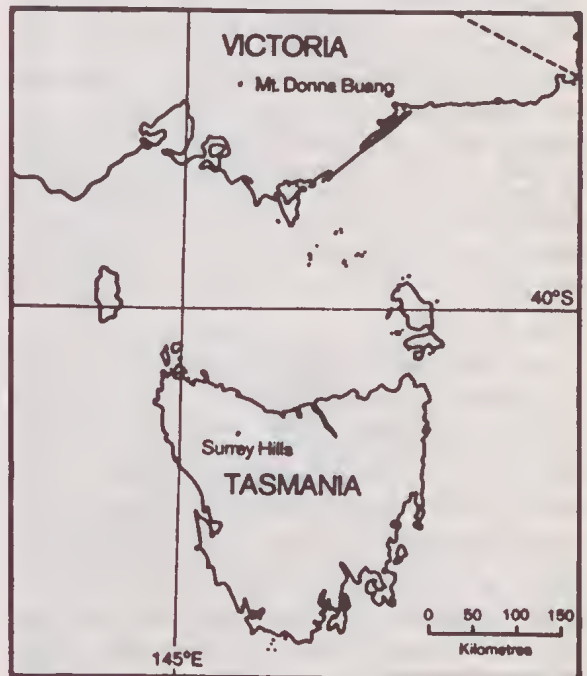 VICTORIA
Mt. Donna Buang
40°S
Surrey Hills
TASMANIA
0 50 100 150
Kilometres
145°E